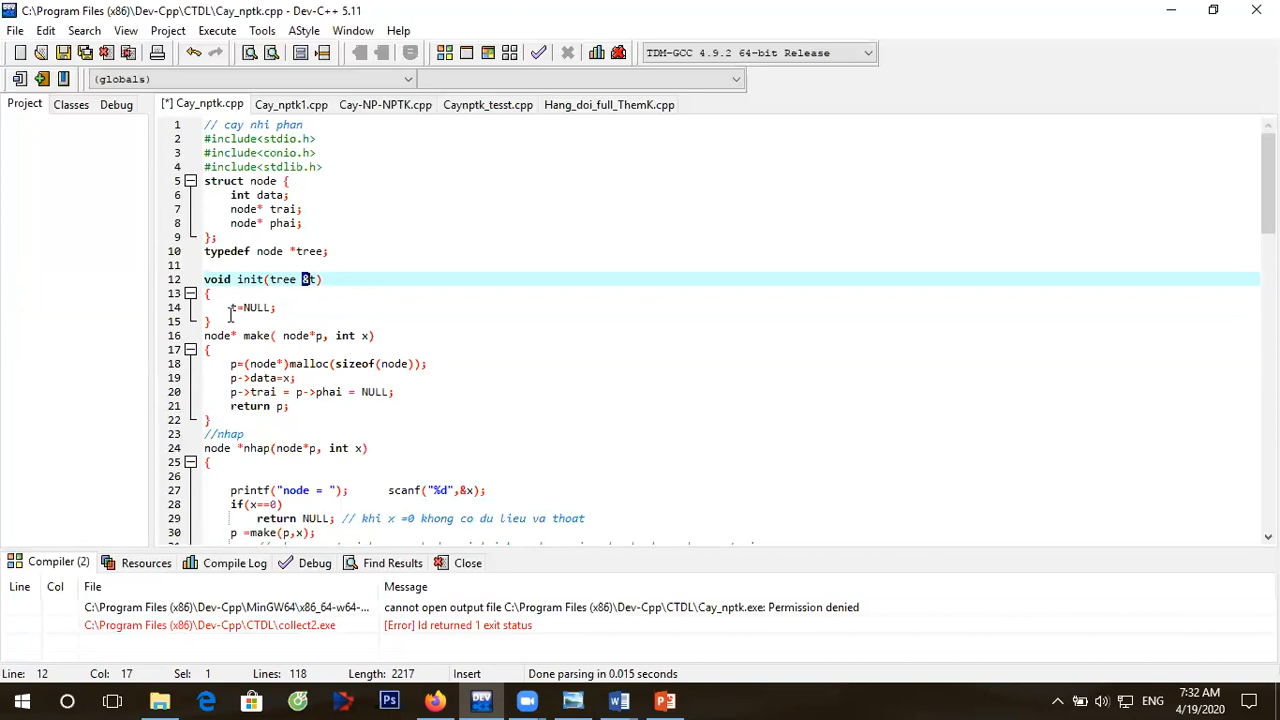 C:\Program Files (x86)\Dev-Cpp\CTDL\Cay_nptk.cpp - Dev-C++ 5.11
File Edit Search View Project Execute Tools AStyle Window Help
TDM-GCC 4.9.2 64-bit Release
(globals)
Project Classes Debug
[*] Cay_nptk.cpp Cay_nptk1.cpp Cay-NP-NPTK.cpp Caynptk_tesst.cpp Hang_doi_full_ThemK.cpp
1 // cay nhi phan
2 #include<stdio.h>
3 #include<conio.h>
4 #include<stdlib.h>
5 struct node {
6 int data;
7 node* trai;
8 node* phai;
9 };
10 typedef node *tree;
11
12 void init(tree &t)
13 {
14 t=NULL;
15 }
16 node* make( node*p, int x)
17 {
18 p=(node*)malloc(sizeof(node));
19 p->data=x;
20 p->trai = p->phai = NULL;
21 return p;
22 }
23 //nhap
24 node *nhap(node*p, int x)
25 {
26
27 printf("node = "); scanf("%d",&x);
28 if(x==0)
29 return NULL; // khi x =0 khong co du lieu va thoat
30 p =make(p,x);
Compiler (2) Resources Compile Log Debug Find Results Close
Line Col File Message
C:\Program Files (x86)\Dev-Cpp\MinGW64\x86_64-w64-... cannot open output file C:\Program Files (x86)\Dev-Cpp\CTDL\Cay_nptk.exe: Permission denied
C:\Program Files (x86)\Dev-Cpp\CTDL\collect2.exe [Error] ld returned 1 exit status
Line: 12 Col: 17 Sel: 1 Lines: 118 Length: 2217 Insert Done parsing in 0.015 seconds
DEV
ENG
7:32 AM
4/19/2020